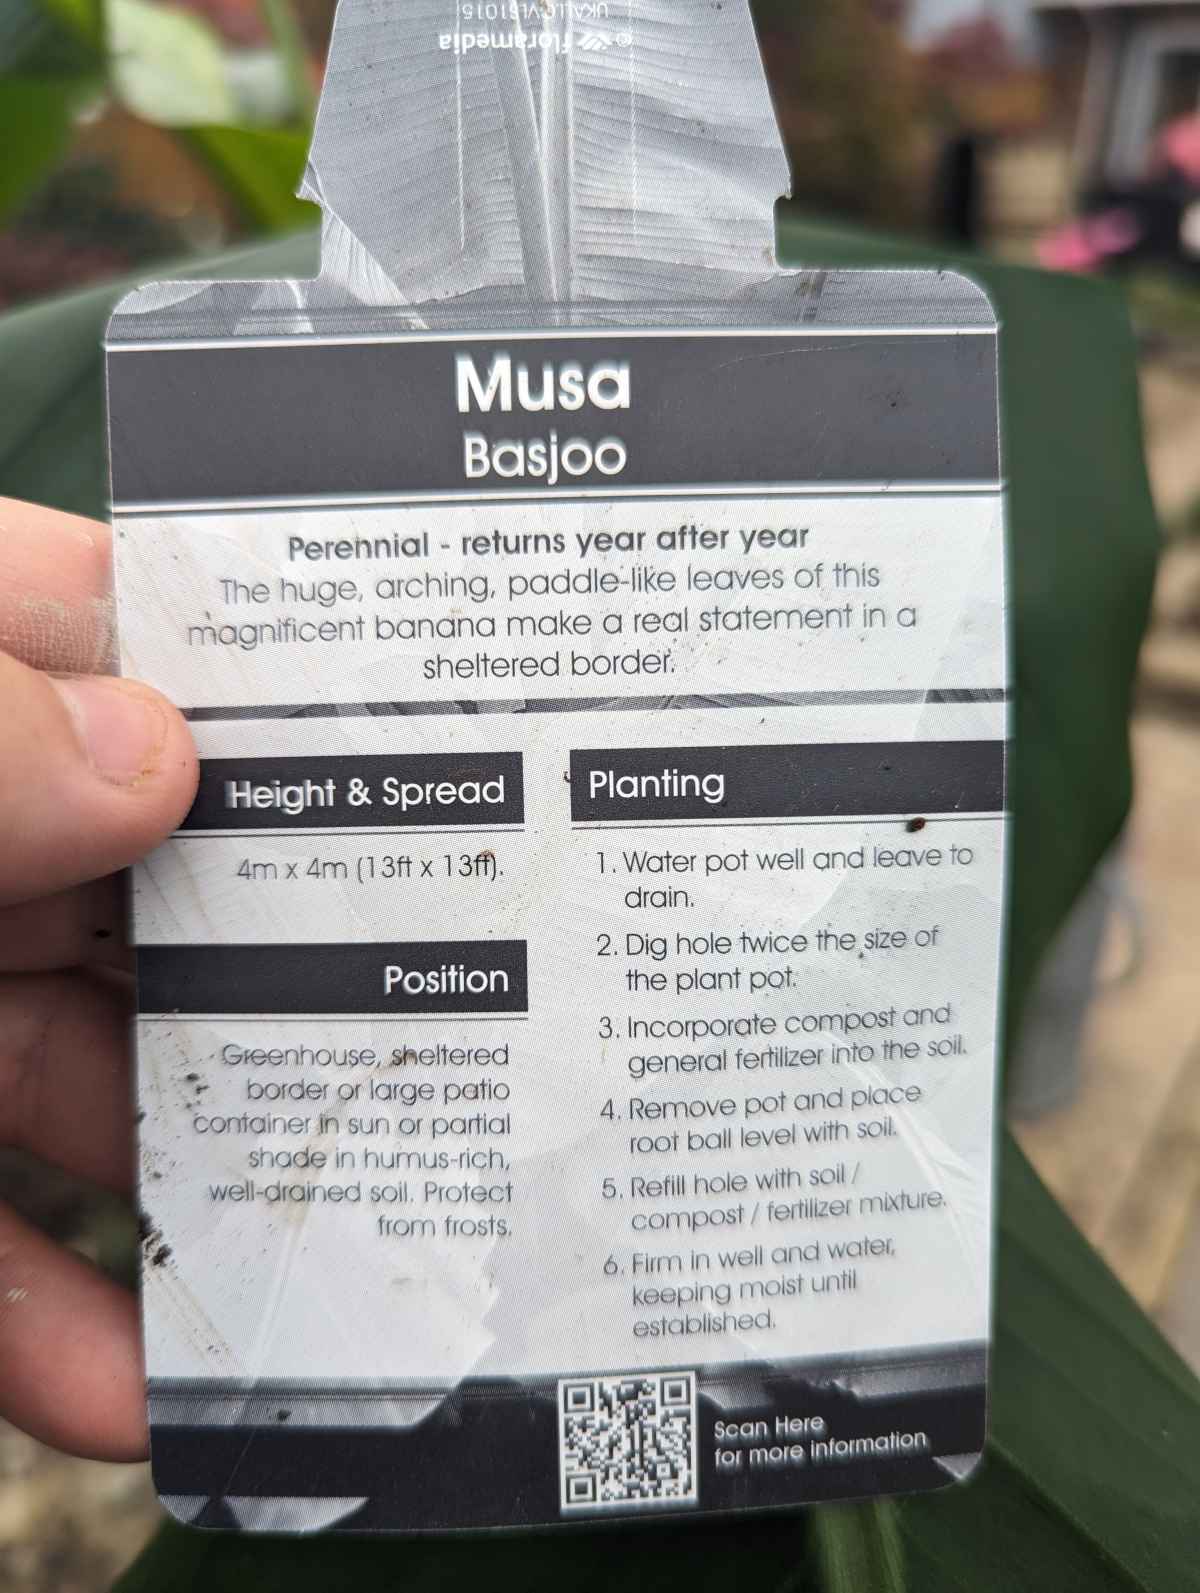 UKALLCVLS1015
floramedia
Musa
Basjoo
Perennial - returns year after year
The huge, arching, paddle-like leaves of this
magnificent banana make a real statement in a
sheltered border.
Height & Spread
4m x 4m (13ft x 13ft).
Position
Greenhouse, sheltered
border or large patio
container in sun or partial
shade in humus-rich,
well-drained soil. Protect
from frosts.
Planting
1. Water pot well and leave to
drain.
2. Dig hole twice the size of
the plant pot.
3. Incorporate compost and
general fertilizer into the soil.
4. Remove pot and place
root ball level with soil.
5. Refill hole with soil /
compost / fertilizer mixture.
6. Firm in well and water,
keeping moist until
established.
Scan Here
for more information